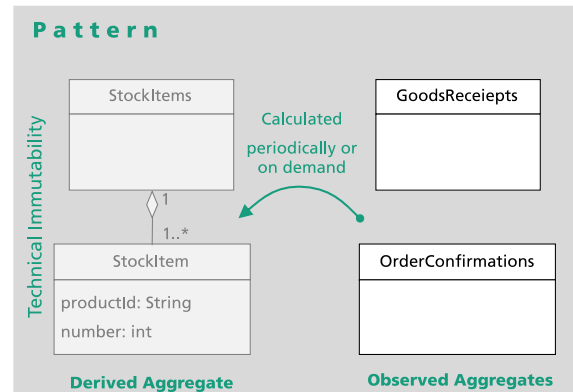 Pattern
Technical Immutability
StockItems
1
1..*
StockItem
productId: String
number: int
Derived Aggregate
Calculated
periodically or
on demand
GoodsReceiepts
OrderConfirmations
Observed Aggregates